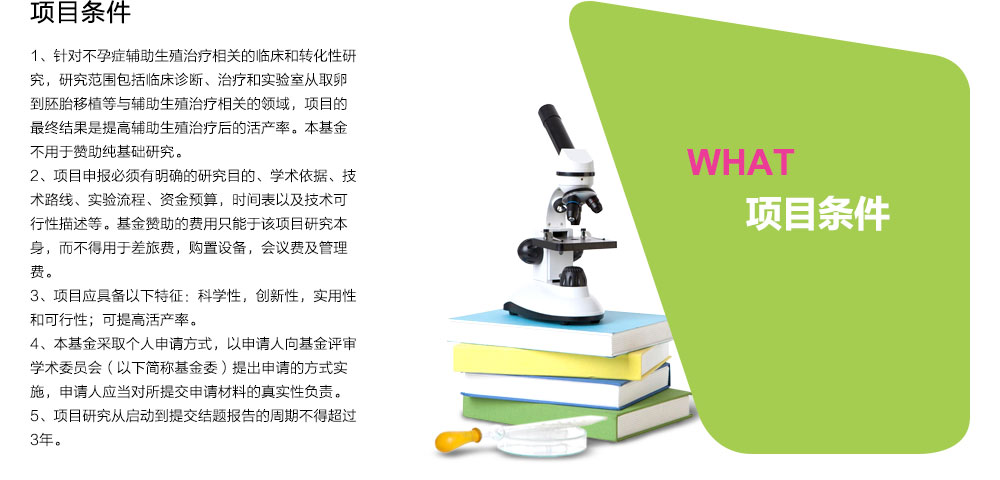 项目条件
1、针对不孕症辅助生殖治疗相关的临床和转化性研
究，研究范围包括临床诊断、治疗和实验室从取卵
到胚胎移植等与辅助生殖治疗相关的领域，项目的
最终结果是提高辅助生殖治疗后的活产率。本基金
不用于赞助纯基础研究。
2、项目申报必须有明确的研究目的、学术依据、技
术路线、实验流程、资金预算，时间表以及技术可
行性描述等。基金赞助的费用只能于该项目研究本
身，而不得用于差旅费，购置设备，会议费及管理
费。
3、项目应具备以下特征：科学性，创新性，实用性
和可行性；可提高活产率。
4、本基金采取个人申请方式，以申请人向基金评审
学术委员会（以下简称基金委）提出申请的方式实
施，申请人应当对所提交申请材料的真实性负责。
5、项目研究从启动到提交结题报告的周期不得超过
3年。
WHAT
项目条件